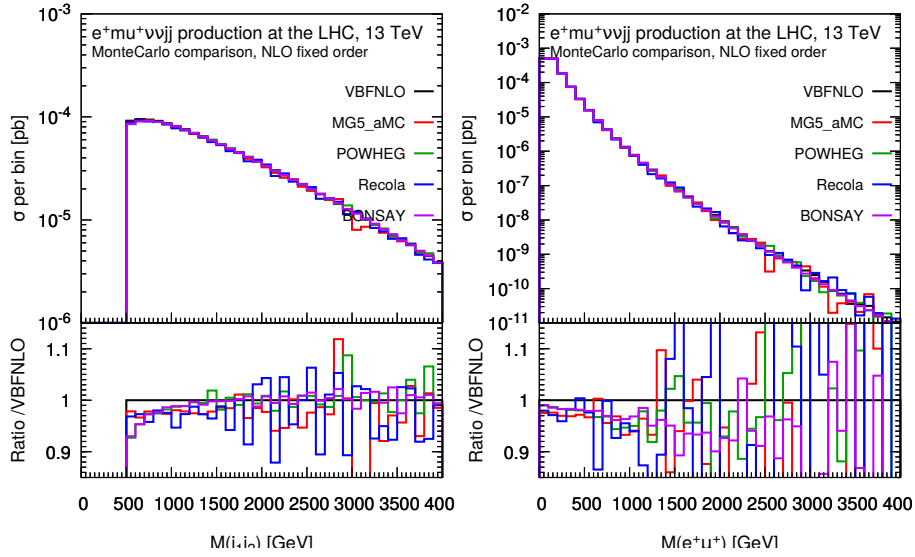 e⁺mu⁺ννjj production at the LHC, 13 TeV
MonteCarlo comparison, NLO fixed order
VBFNLO
MG5_aMC
POWHEG
Recola
BONSAY
σ per bin [pb]
10⁻⁴
10⁻⁵
10⁻⁶
Ratio /VBFNLO
1.1
1
0.9
0 500 1000 1500 2000 2500 3000 3500 400
M(j₁j₂) [GeV]
e⁺mu⁺ννjj production at the LHC, 13 TeV
MonteCarlo comparison, NLO fixed order
VBFNLO
MG5_aMC
POWHEG
Recola
BONSAY
σ per bin [pb]
10⁻²
10⁻³
10⁻⁴
10⁻⁵
10⁻⁶
10⁻⁷
10⁻⁸
10⁻⁹
10⁻¹⁰
10⁻¹¹
Ratio /VBFNLO
1.1
1
0.9
0 500 1000 1500 2000 2500 3000 3500 400
M(e⁺μ⁺) [GeV]